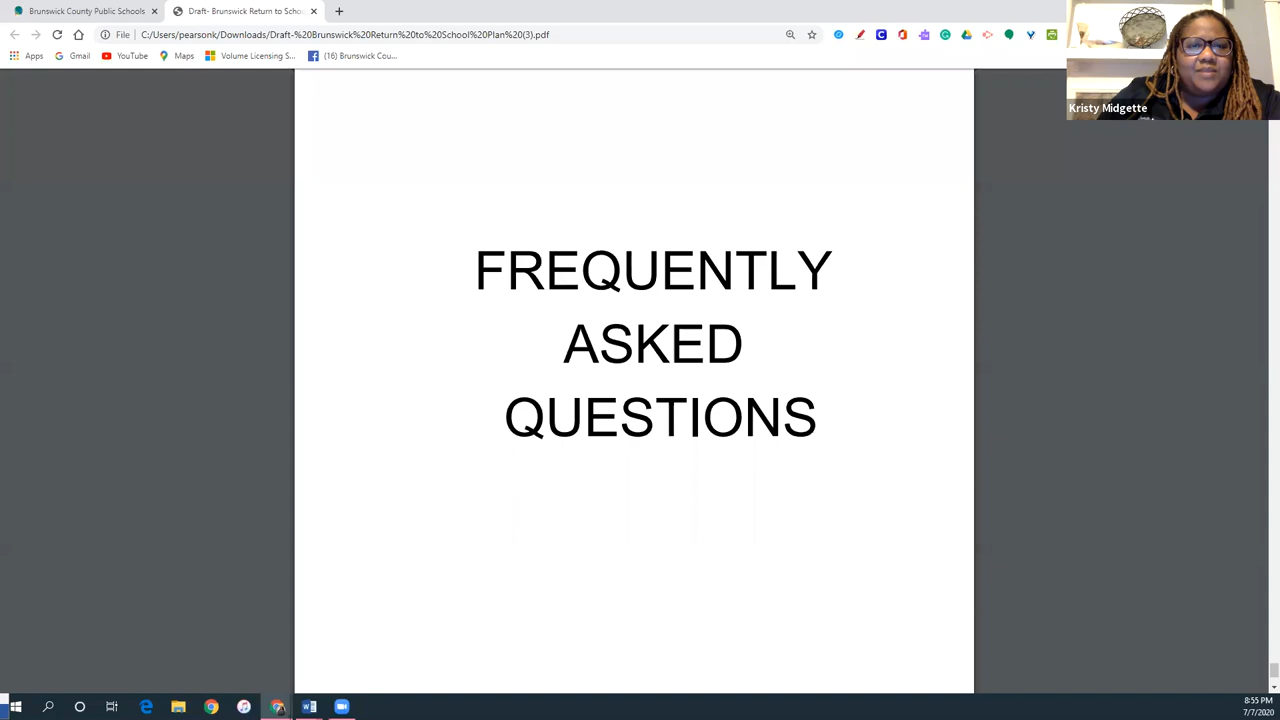 Brunswick County Public Schools
Draft- Brunswick Return to Schoo
File
C:/Users/pearsonk/Downloads/Draft-%20Brunswick%20Return%20to%20School%20Plan%20(3).pdf
Apps
Gmail
YouTube
Maps
Volume Licensing S...
(16) Brunswick Cou...
Kristy Midgette
FREQUENTLY
ASKED
QUESTIONS
8:55 PM
7/7/2020